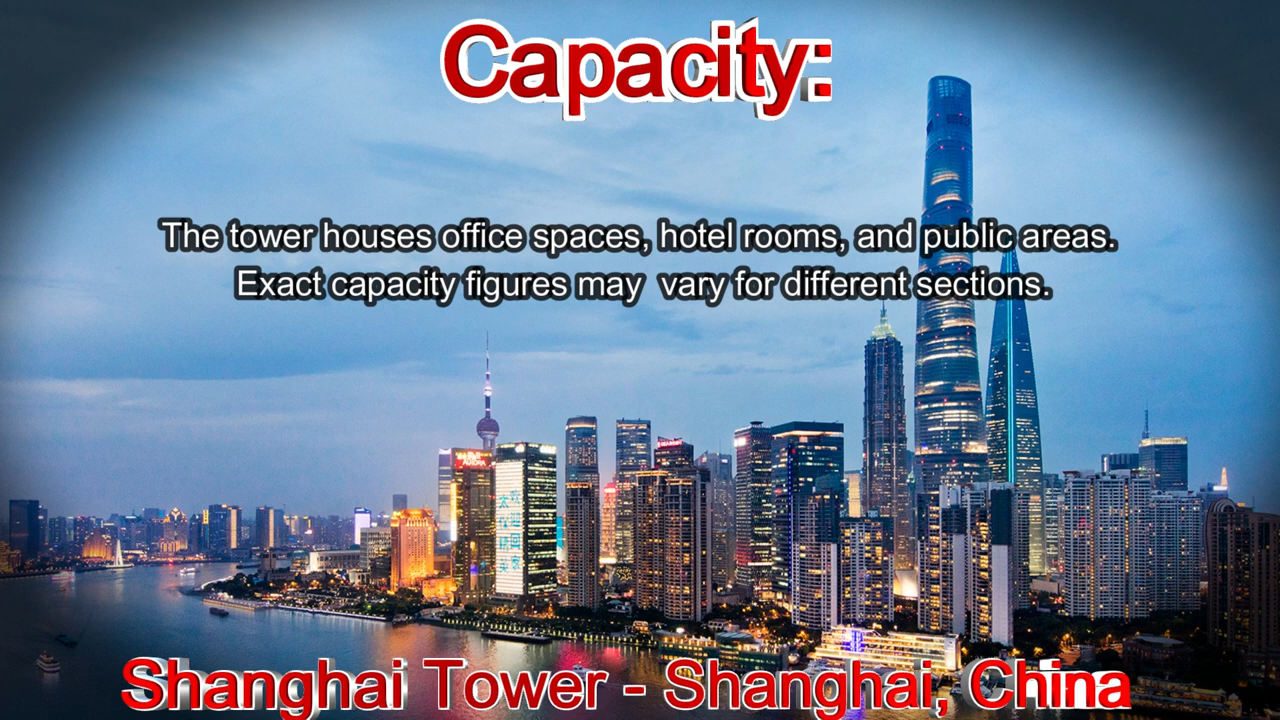 Capacity:
The tower houses office spaces, hotel rooms, and public areas.
Exact capacity figures may  vary for different sections.
AURORA
Shanghai Tower - Shanghai, China